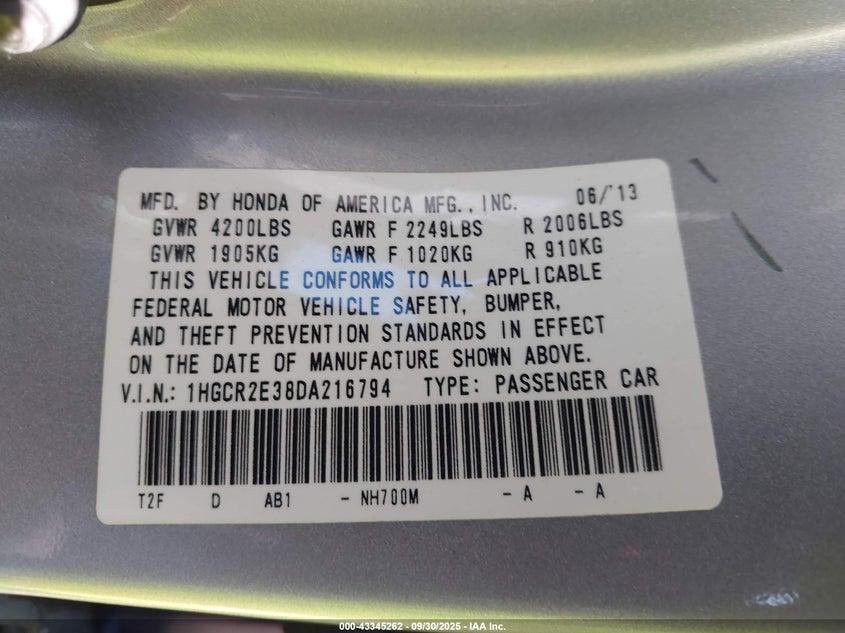 MFD. BY HONDA OF AMERICA MFG., INC. 06/'13
GVWR 4200LBS GAWR F 2249LBS R 2006LBS
GVWR 1905KG GAWR F 1020KG R 910KG
THIS VEHICLE CONFORMS TO ALL APPLICABLE
FEDERAL MOTOR VEHICLE SAFETY, BUMPER,
AND THEFT PREVENTION STANDARDS IN EFFECT
ON THE DATE OF MANUFACTURE SHOWN ABOVE.
V.I.N.: 1HGCR2E38DA216794 TYPE: PASSENGER CAR
T2F D AB1 - NH700M - A - A
000-43345262 - 09/30/2025 - IAA Inc.